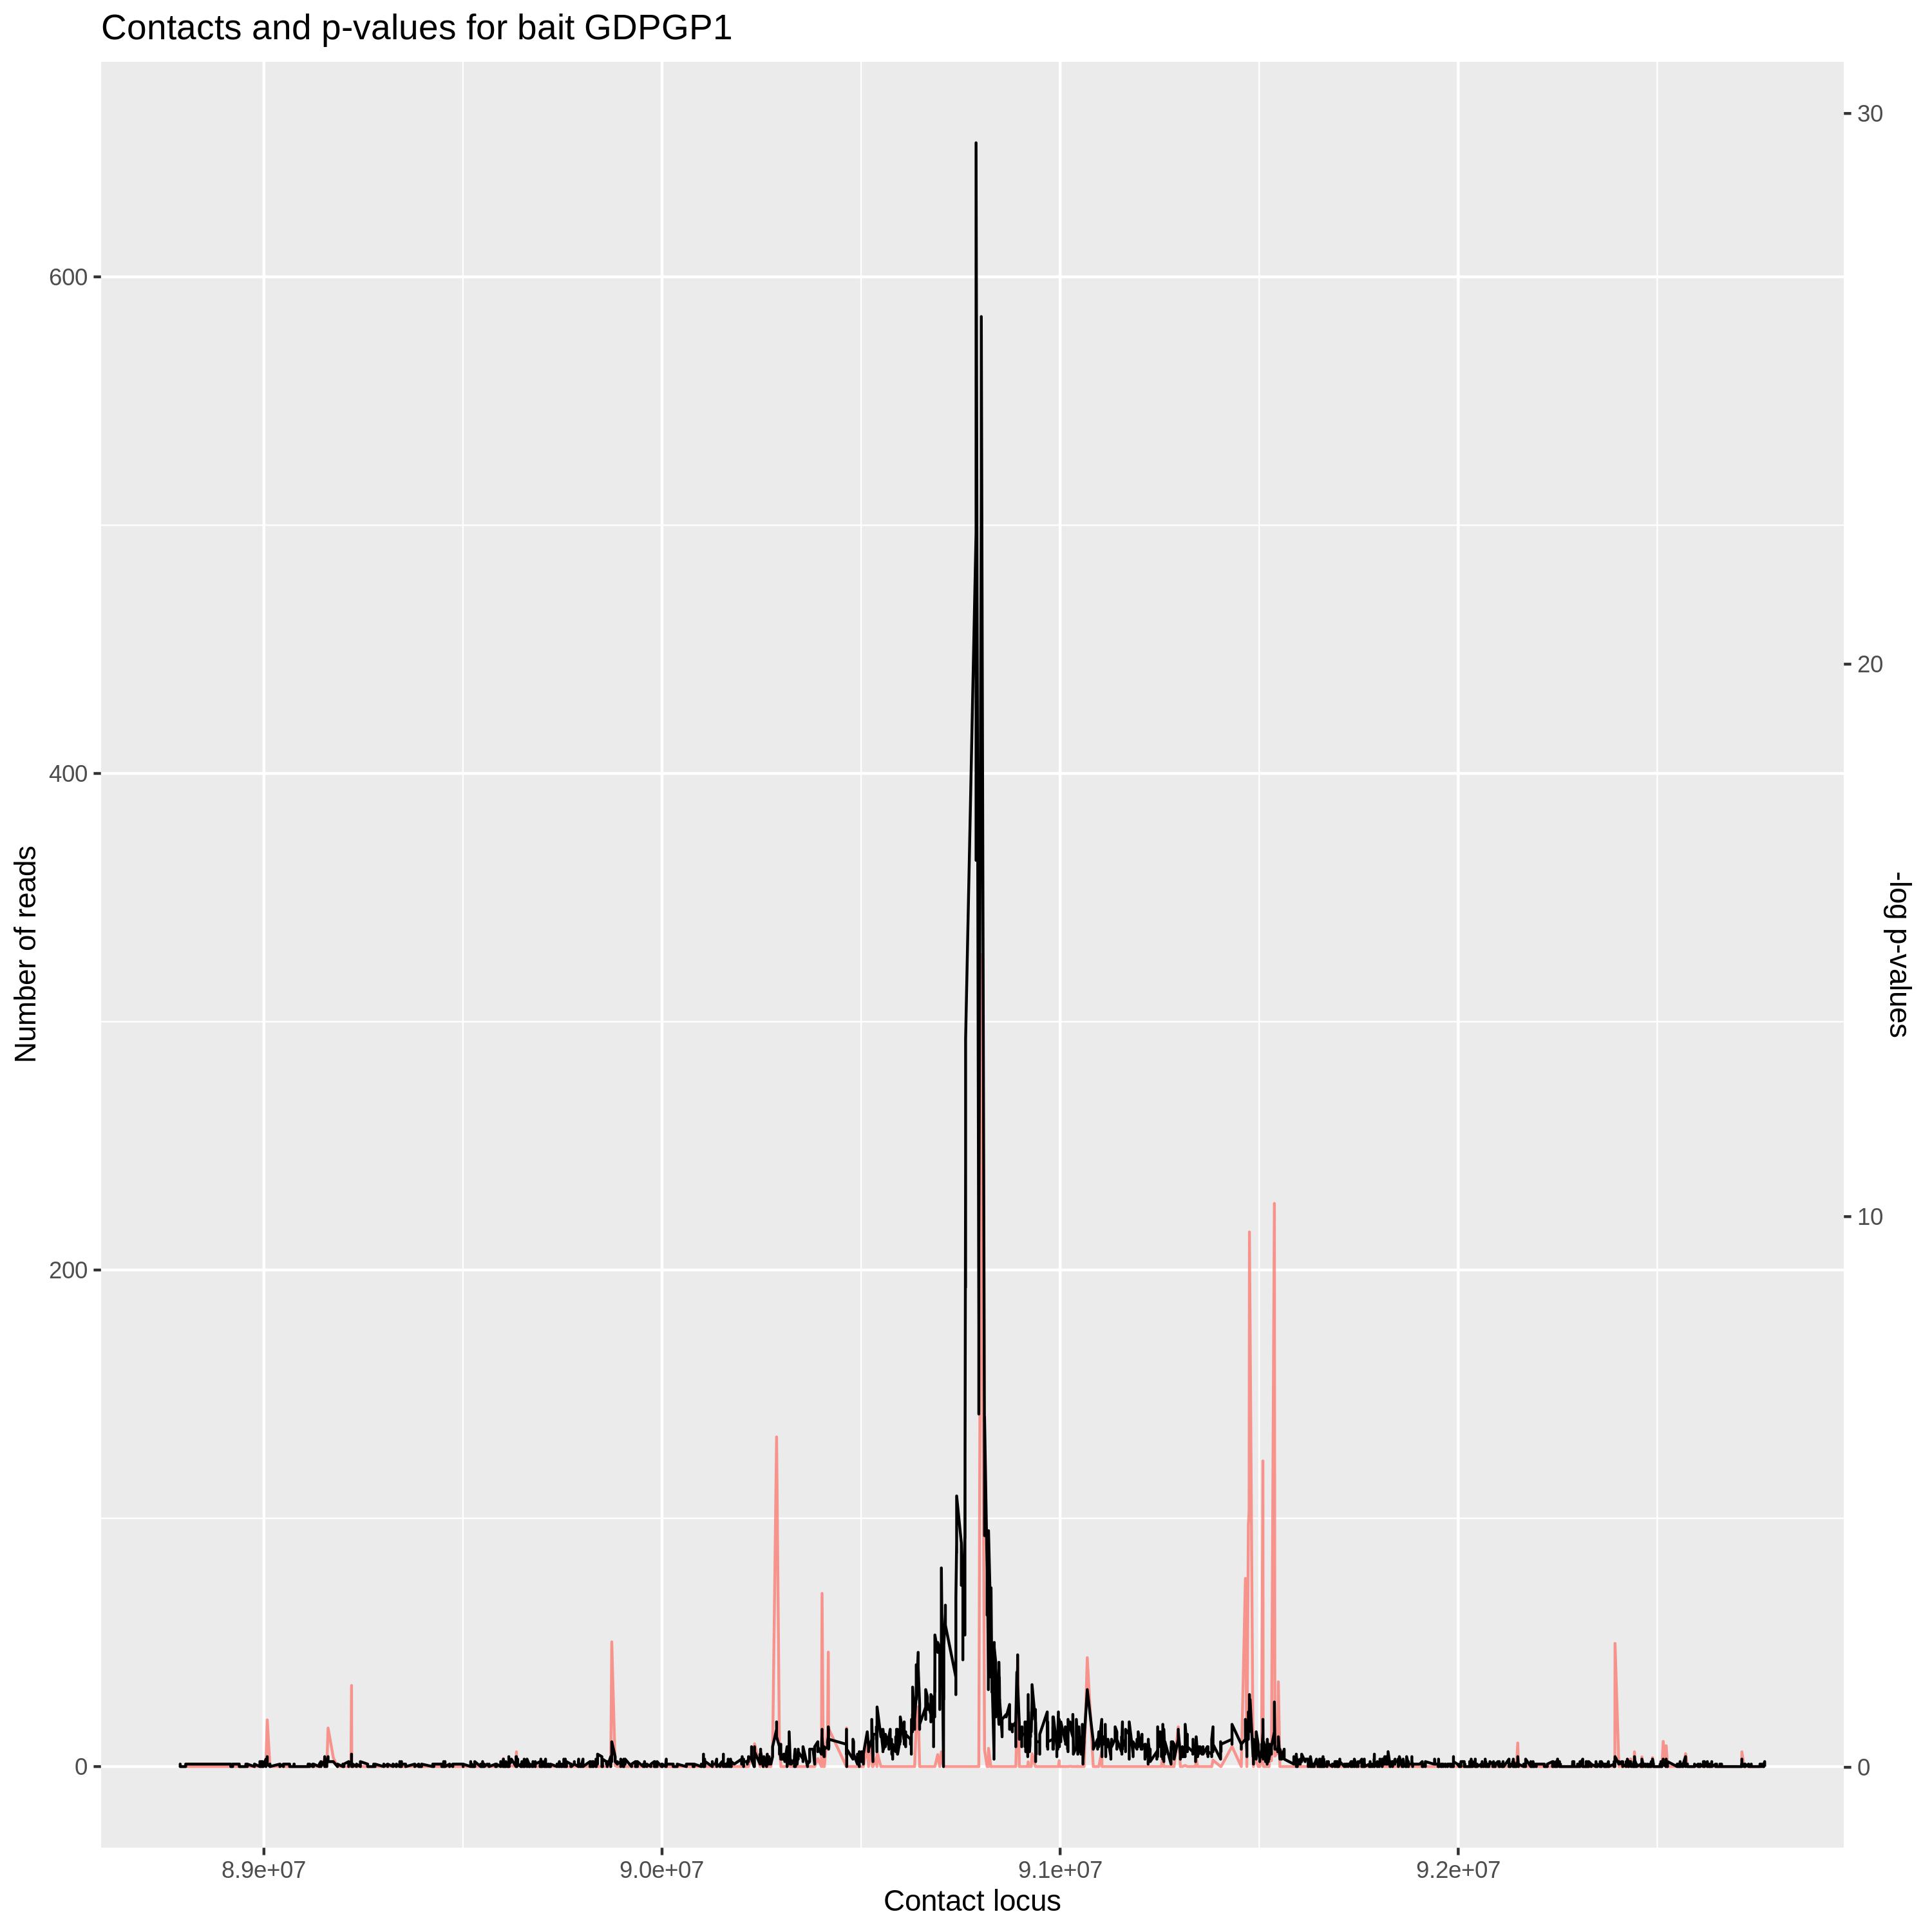 Contacts and p-values for bait GDPGP1
30
600
20
400
Number of reads
-log p-values
10
200
0
0
8.9e+07
9.0e+07
9.1e+07
9.2e+07
Contact locus